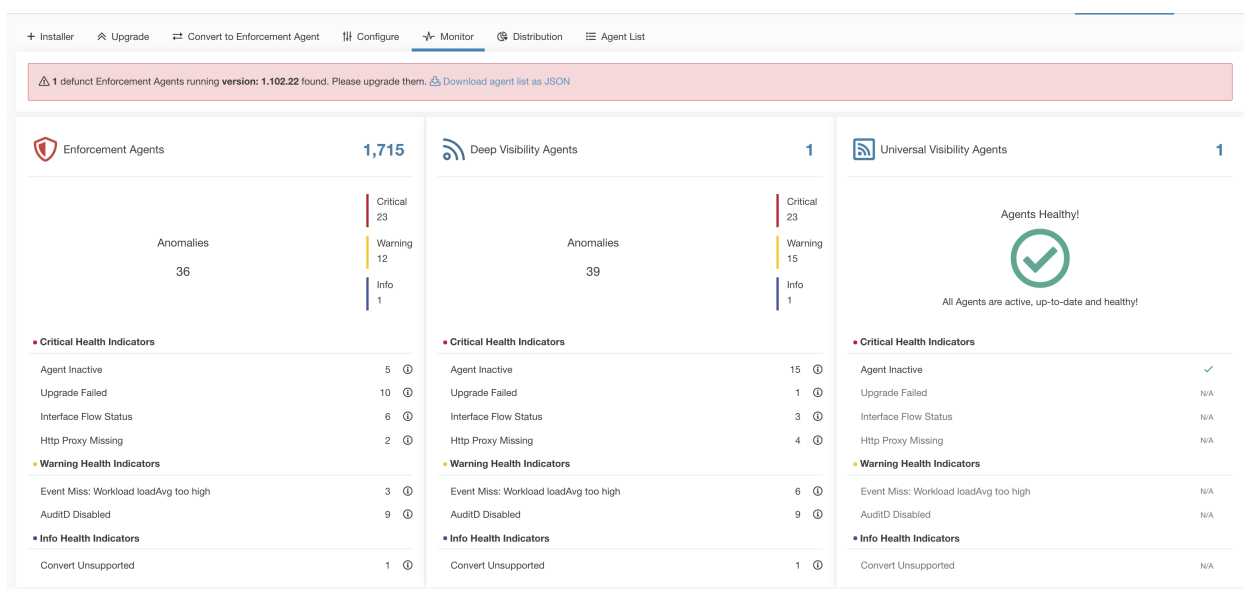 Installer
Upgrade
Convert to Enforcement Agent
Configure
Monitor
Distribution
Agent List
1 defunct Enforcement Agents running version: 1.102.22 found. Please upgrade them. Download agent list as JSON
Enforcement Agents 1,715
Anomalies
36
Critical
23
Warning
12
Info
1
Critical Health Indicators
Agent Inactive 5
Upgrade Failed 10
Interface Flow Status 6
Http Proxy Missing 2
Warning Health Indicators
Event Miss: Workload loadAvg too high 3
AuditD Disabled 9
Info Health Indicators
Convert Unsupported 1
Deep Visibility Agents 1
Anomalies
39
Critical
23
Warning
15
Info
1
Critical Health Indicators
Agent Inactive 15
Upgrade Failed 1
Interface Flow Status 3
Http Proxy Missing 4
Warning Health Indicators
Event Miss: Workload loadAvg too high 6
AuditD Disabled 9
Info Health Indicators
Convert Unsupported 1
Universal Visibility Agents 1
Agents Healthy!
All Agents are active, up-to-date and healthy!
Critical Health Indicators
Agent Inactive
Upgrade Failed N/A
Interface Flow Status N/A
Http Proxy Missing N/A
Warning Health Indicators
Event Miss: Workload loadAvg too high N/A
AuditD Disabled N/A
Info Health Indicators
Convert Unsupported N/A